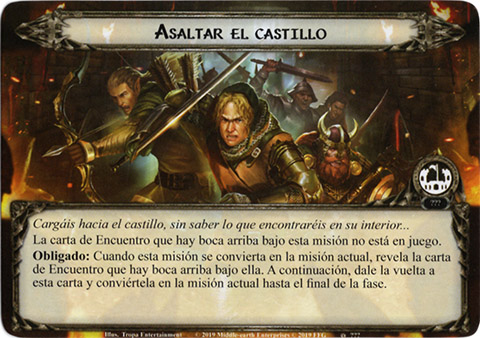 Asaltar el castillo
???
Cargáis hacia el castillo, sin saber lo que encontraréis en su interior...
La carta de Encuentro que hay boca arriba bajo esta misión no está en juego.
Obligado: Cuando esta misión se convierta en la misión actual, revela la carta
de Encuentro que hay boca arriba bajo ella. A continuación, dale la vuelta a
esta carta y conviértela en la misión actual hasta el final de la fase.
Illus. Tropa Entertainment © 2019 Middle-earth Enterprises © 2019 FFG ???